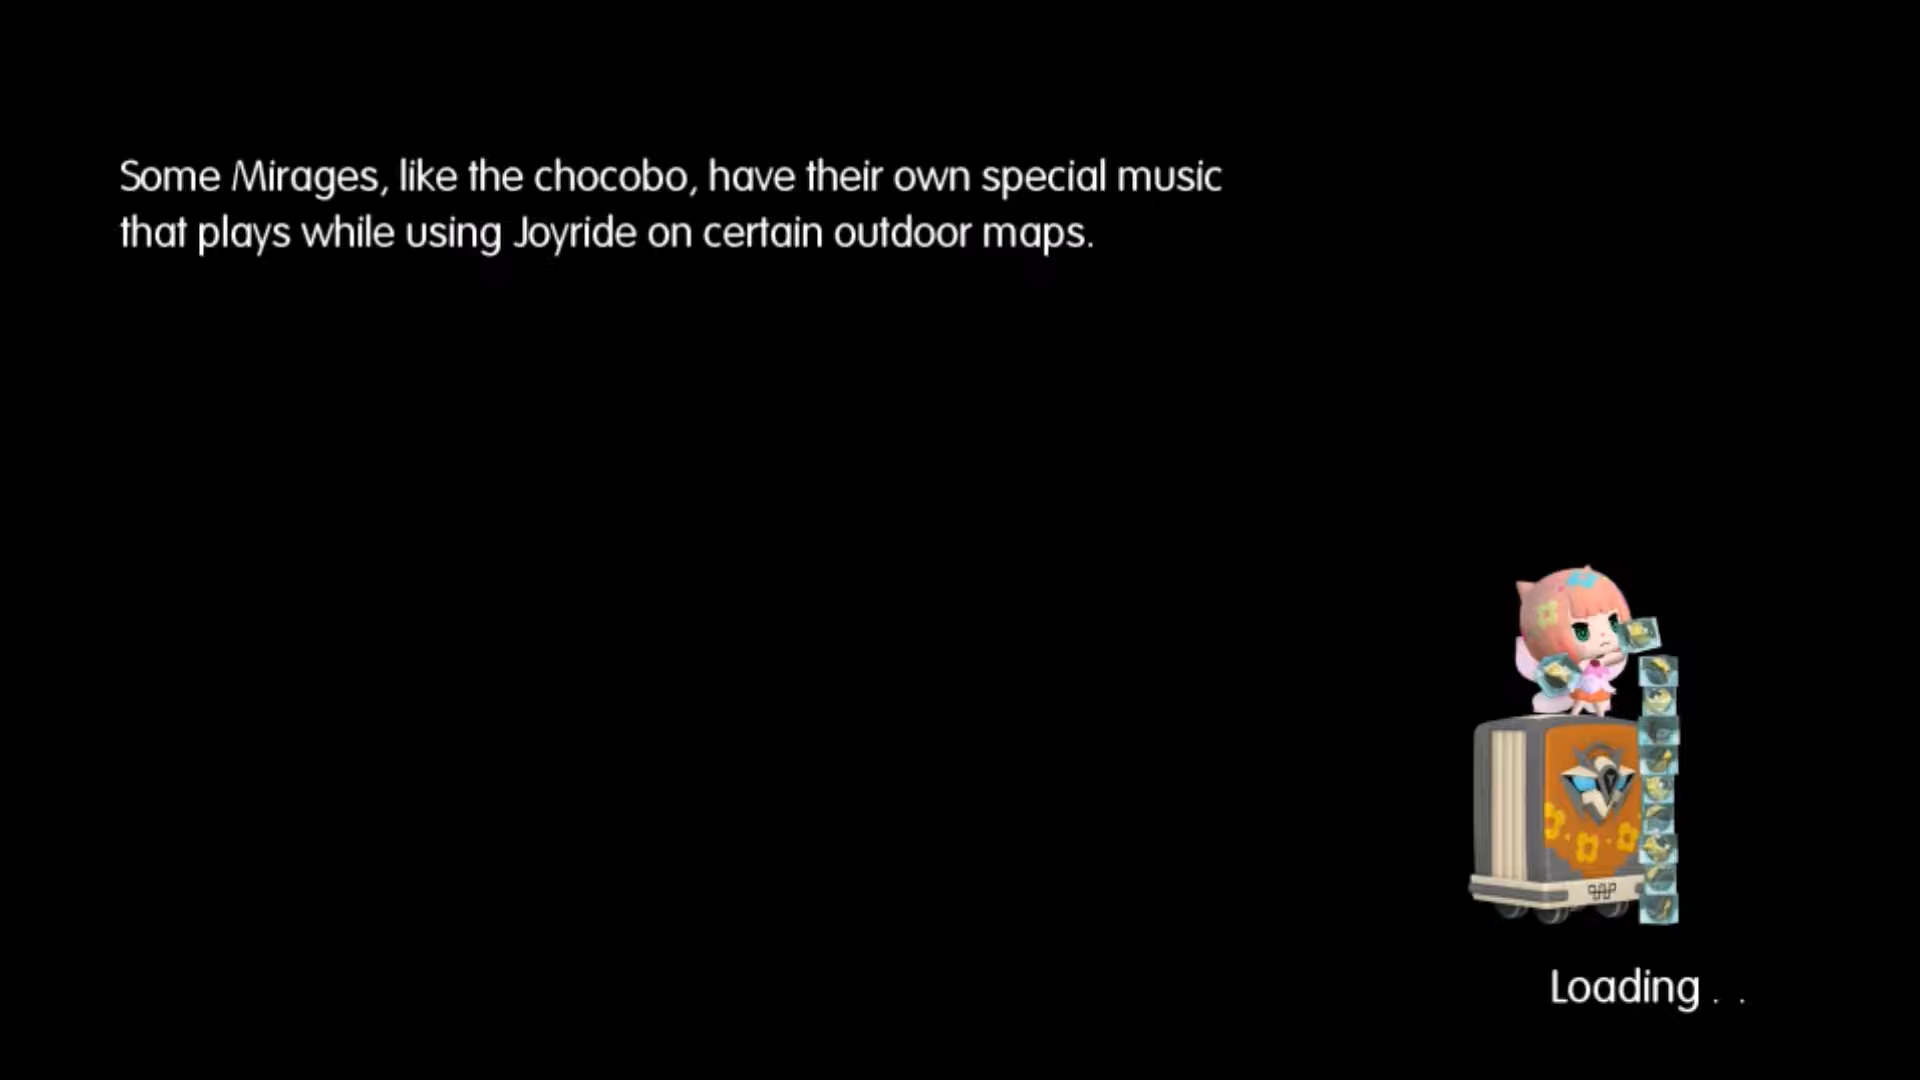 Some Mirages, like the chocobo, have their own special music
that plays while using Joyride on certain outdoor maps.
Loading . .